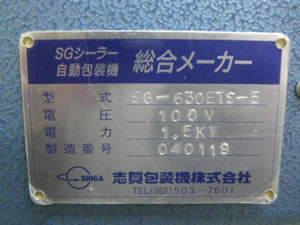 SGシーラー
自動包装機 総合メーカー
型式 SG-630ETS-5
電圧 100V
電力 1.5KW
製造番号 040119
SHIGA 志賀包装機株式会社
TEL(052)503-7601